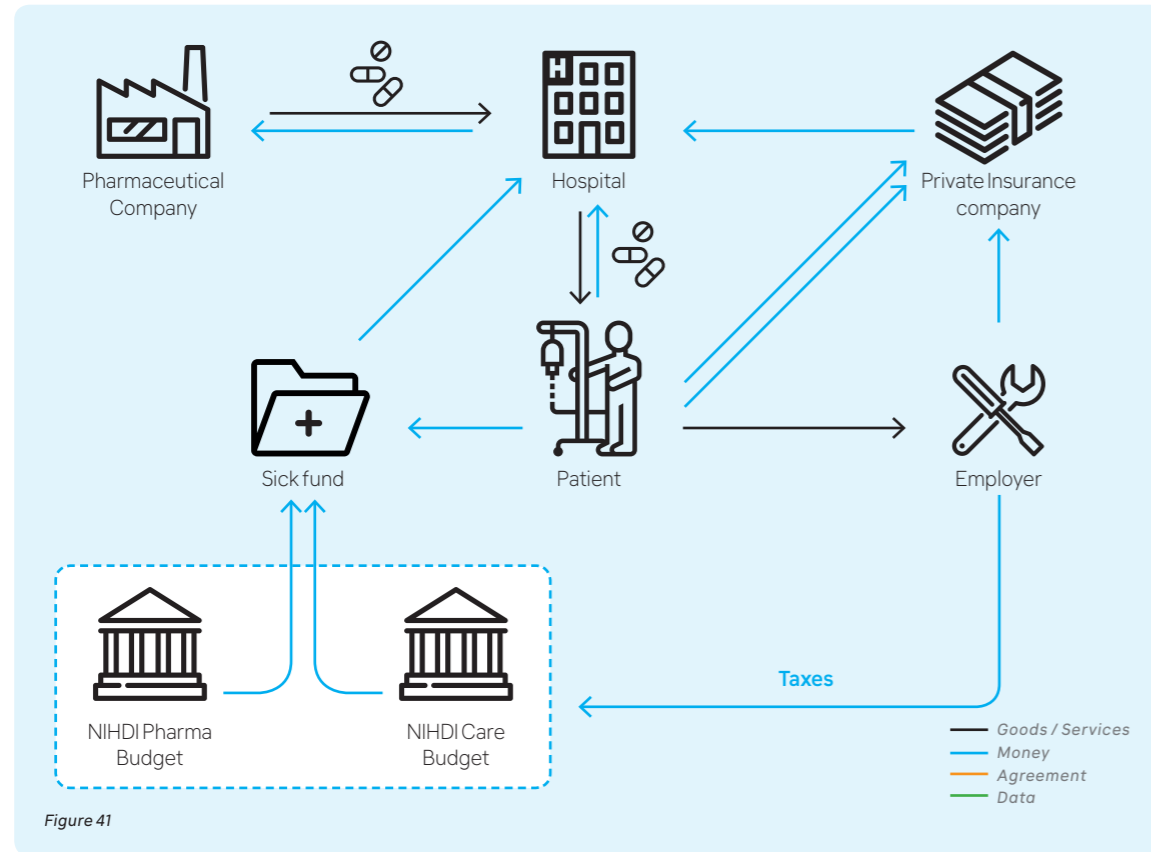 H
Pharmaceutical
Company
Hospital
Private Insurance
company
Sick fund
Patient
Employer
NIHDI Pharma
Budget
NIHDI Care
Budget
Taxes
Goods / Services
Money
Agreement
Data
Figure 41